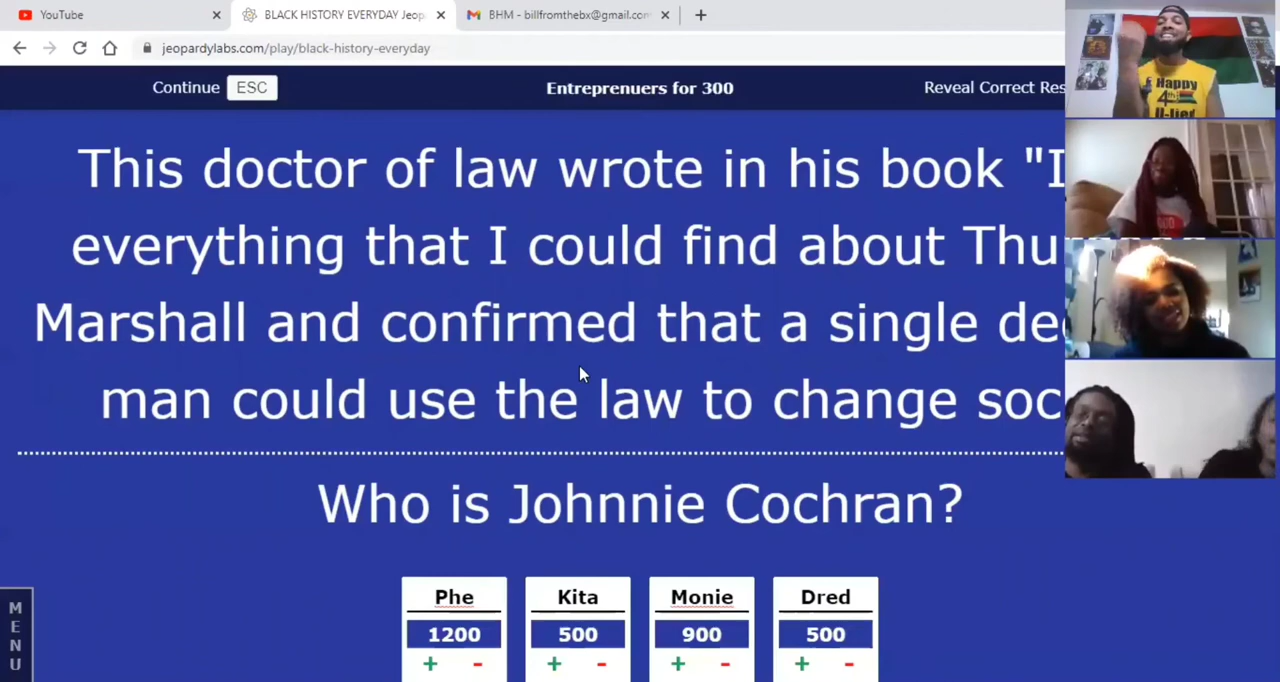 YouTube
BLACK HISTORY EVERYDAY Jeop
BHM - billfromthebx@gmail.com
jeopardylabs.com/play/black-history-everyday
Continue ESC Entreprenuers for 300 Reveal Correct Res
This doctor of law wrote in his book "I
everything that I could find about Thu
Marshall and confirmed that a single de
man could use the law to change soc
Who is Johnnie Cochran?
Phe Kita Monie Dred
1200 500 900 500
+ - + - + - + -
MENU
Happy
4th